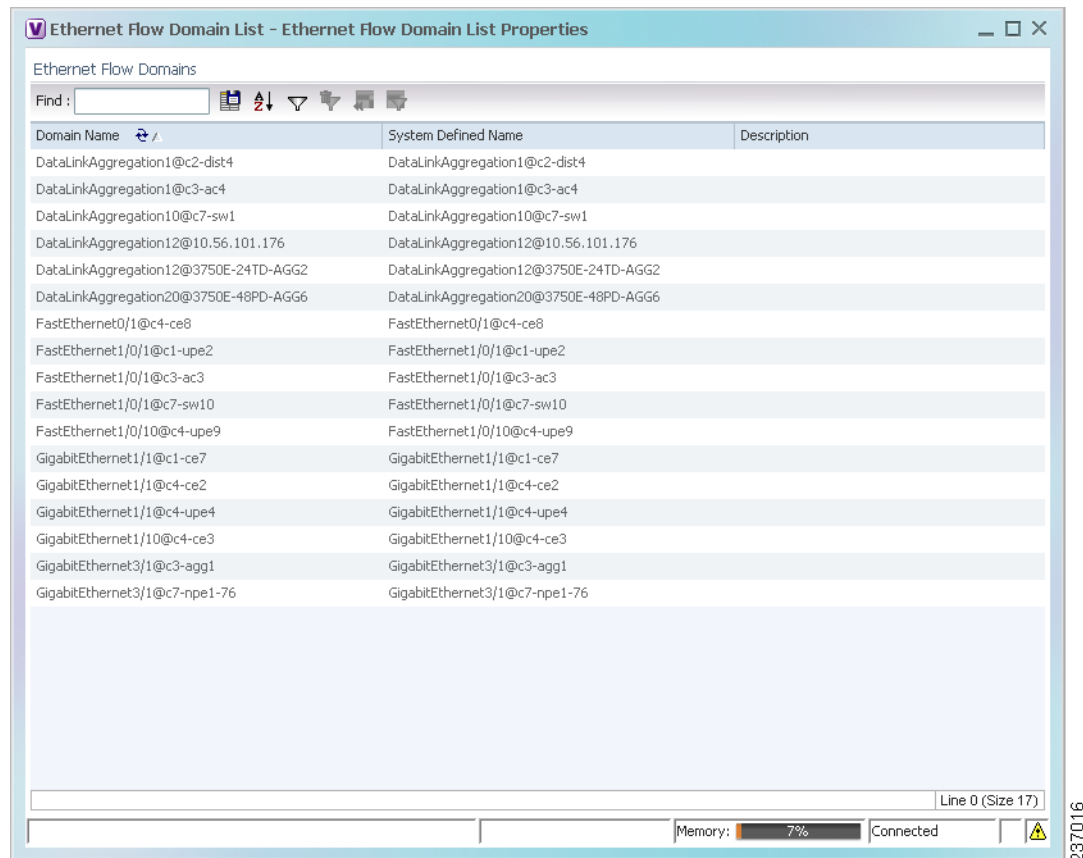 V Ethernet Flow Domain List - Ethernet Flow Domain List Properties
Ethernet Flow Domains
Find :
Domain Name System Defined Name Description
DataLinkAggregation1@c2-dist4 DataLinkAggregation1@c2-dist4
DataLinkAggregation1@c3-ac4 DataLinkAggregation1@c3-ac4
DataLinkAggregation10@c7-sw1 DataLinkAggregation10@c7-sw1
DataLinkAggregation12@10.56.101.176 DataLinkAggregation12@10.56.101.176
DataLinkAggregation12@3750E-24TD-AGG2 DataLinkAggregation12@3750E-24TD-AGG2
DataLinkAggregation20@3750E-48PD-AGG6 DataLinkAggregation20@3750E-48PD-AGG6
FastEthernet0/1@c4-ce8 FastEthernet0/1@c4-ce8
FastEthernet1/0/1@c1-upe2 FastEthernet1/0/1@c1-upe2
FastEthernet1/0/1@c3-ac3 FastEthernet1/0/1@c3-ac3
FastEthernet1/0/1@c7-sw10 FastEthernet1/0/1@c7-sw10
FastEthernet1/0/10@c4-upe9 FastEthernet1/0/10@c4-upe9
GigabitEthernet1/1@c1-ce7 GigabitEthernet1/1@c1-ce7
GigabitEthernet1/1@c4-ce2 GigabitEthernet1/1@c4-ce2
GigabitEthernet1/1@c4-upe4 GigabitEthernet1/1@c4-upe4
GigabitEthernet1/10@c4-ce3 GigabitEthernet1/10@c4-ce3
GigabitEthernet3/1@c3-agg1 GigabitEthernet3/1@c3-agg1
GigabitEthernet3/1@c7-npe1-76 GigabitEthernet3/1@c7-npe1-76
Line 0 (Size 17)
Memory: 7% Connected
237016